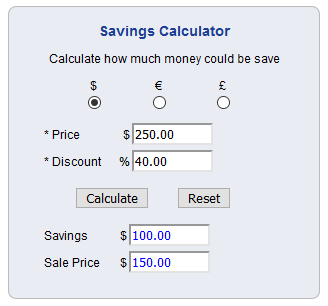 Savings Calculator
Calculate how much money could be save
$ € £
* Price $ 250.00
* Discount % 40.00
Calculate Reset
Savings $ 100.00
Sale Price $ 150.00